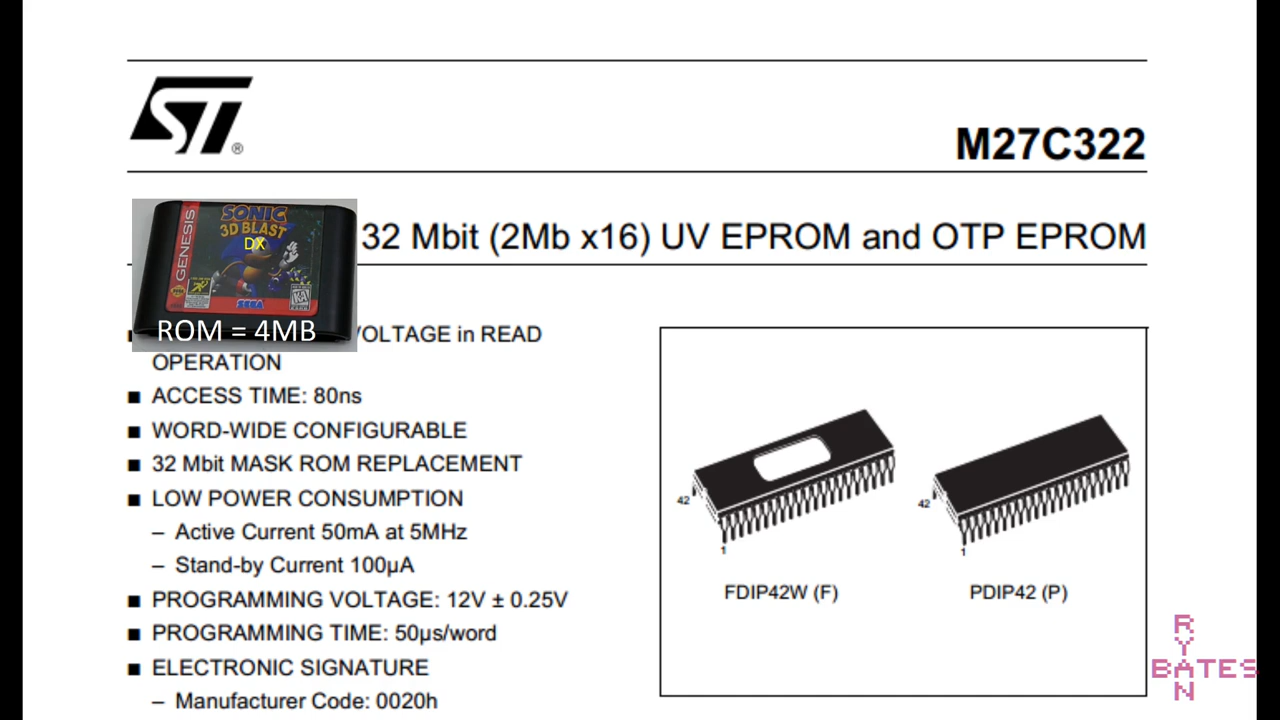 ST®
M27C322
32 Mbit (2Mb x16) UV EPROM and OTP EPROM
GENESIS
SONIC
3D BLAST
DX
SEGA
KA
ROM = 4MB
VOLTAGE in READ
OPERATION
■ ACCESS TIME: 80ns
■ WORD-WIDE CONFIGURABLE
■ 32 Mbit MASK ROM REPLACEMENT
■ LOW POWER CONSUMPTION
– Active Current 50mA at 5MHz
– Stand-by Current 100µA
■ PROGRAMMING VOLTAGE: 12V ± 0.25V
■ PROGRAMMING TIME: 50µs/word
■ ELECTRONIC SIGNATURE
– Manufacturer Code: 0020h
42
1
FDIP42W (F)
42
1
PDIP42 (P)
RYAN
BATES